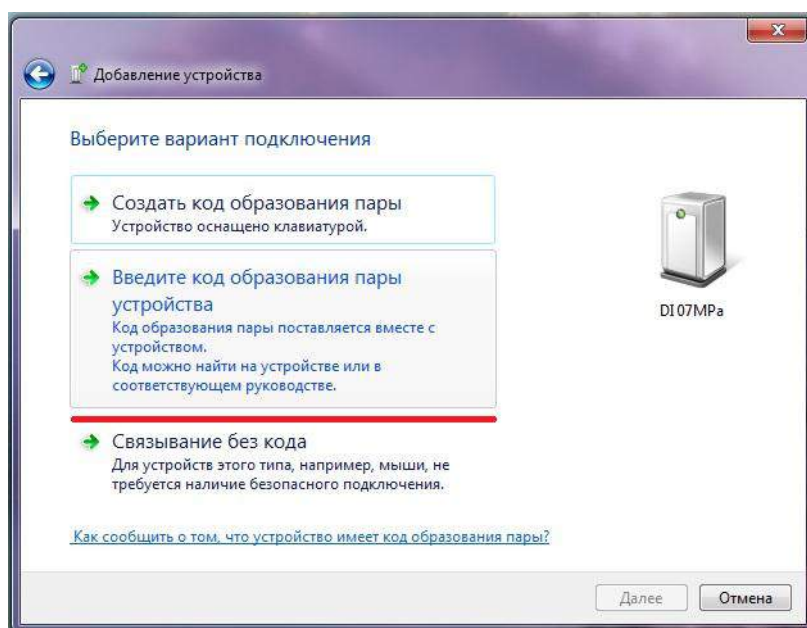 Добавление устройства
Выберите вариант подключения
Создать код образования пары
Устройство оснащено клавиатурой.
Введите код образования пары
устройства
Код образования пары поставляется вместе с
устройством.
Код можно найти на устройстве или в
соответствующем руководстве.
DI07MPa
Связывание без кода
Для устройств этого типа, например, мыши, не
требуется наличие безопасного подключения.
Как сообщить о том, что устройство имеет код образования пары?
Далее
Отмена